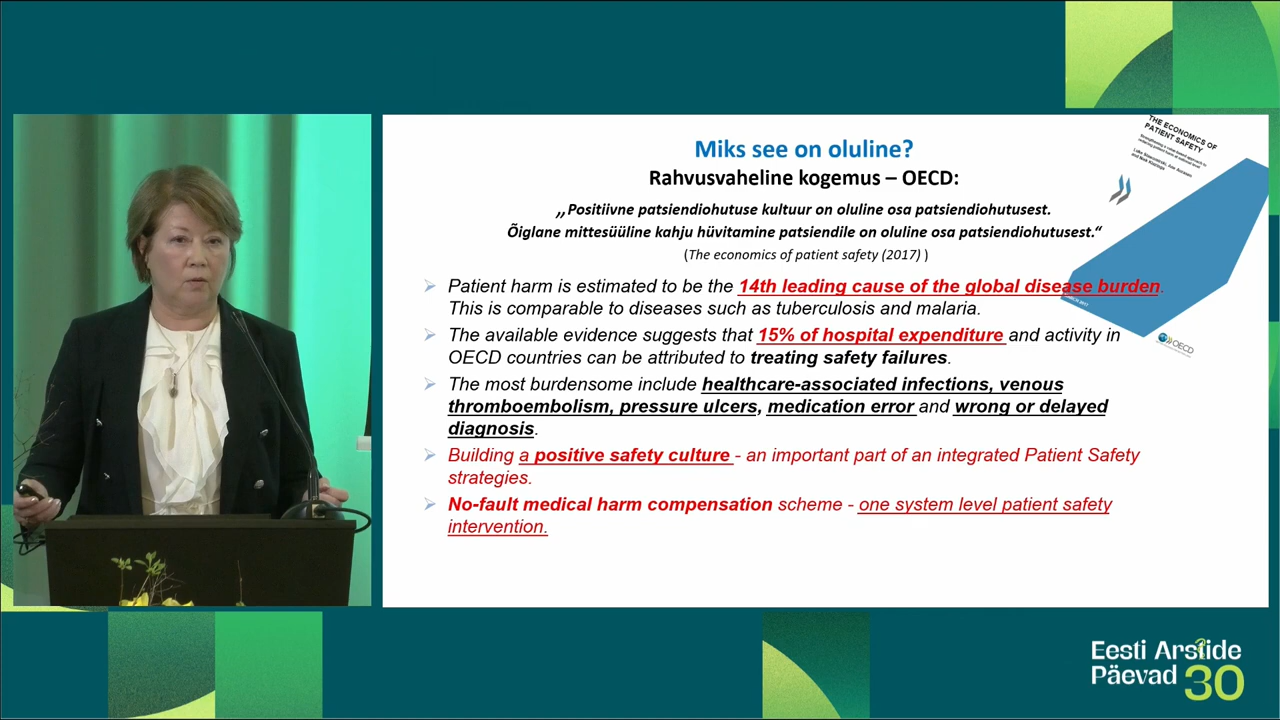 Miks see on oluline?
Rahvusvaheline kogemus – OECD:
„Positiivne patsiendiohutuse kultuur on oluline osa patsiendiohutusest.
Õiglane mittesüüline kahju hüvitamine patsiendile on oluline osa patsiendiohutusest.“
(The economics of patient safety (2017) )
THE ECONOMICS OF
PATIENT SAFETY
➢ Patient harm is estimated to be the 14th leading cause of the global disease burden.
This is comparable to diseases such as tuberculosis and malaria.
➢ The available evidence suggests that 15% of hospital expenditure and activity in
OECD countries can be attributed to treating safety failures.
OECD
➢ The most burdensome include healthcare-associated infections, venous
thromboembolism, pressure ulcers, medication error and wrong or delayed
diagnosis.
➢ Building a positive safety culture - an important part of an integrated Patient Safety
strategies.
➢ No-fault medical harm compensation scheme - one system level patient safety
intervention.
Eesti Arstide
Päevad 30